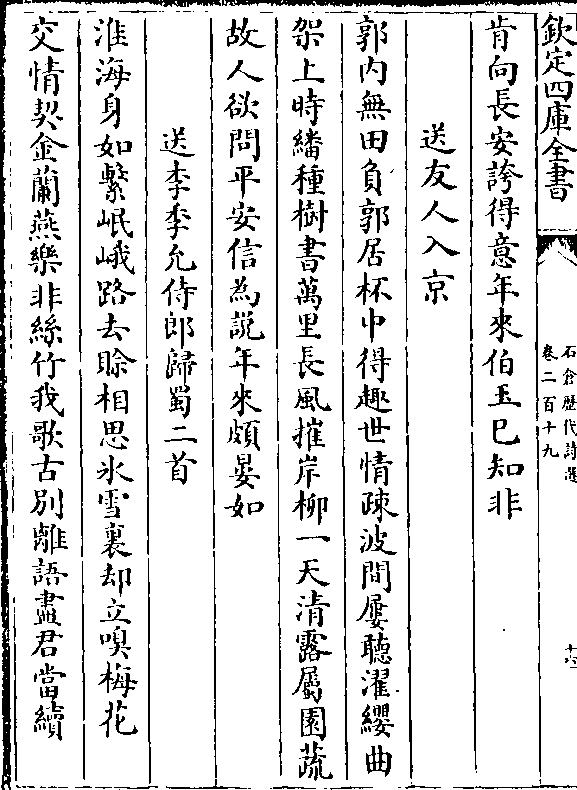 欽定四庫全書
石倉歷代詩選
卷二百十九
十六
肯向長安誇得意年來伯玉已知非
送友人入京
郭内無田負郭居杯中得趣世情疎波間屢聽濯纓曲
架上時繙種樹書萬里長風摧岸柳一天清露屬園蔬
故人欲問平安信為説年來頗晏如
送李季允侍郎歸蜀二首
淮海身如繫岷峨路去賒相思氷雪裏却立嗅梅花
交情契金蘭燕樂非絲竹我歌古别離語盡君當續